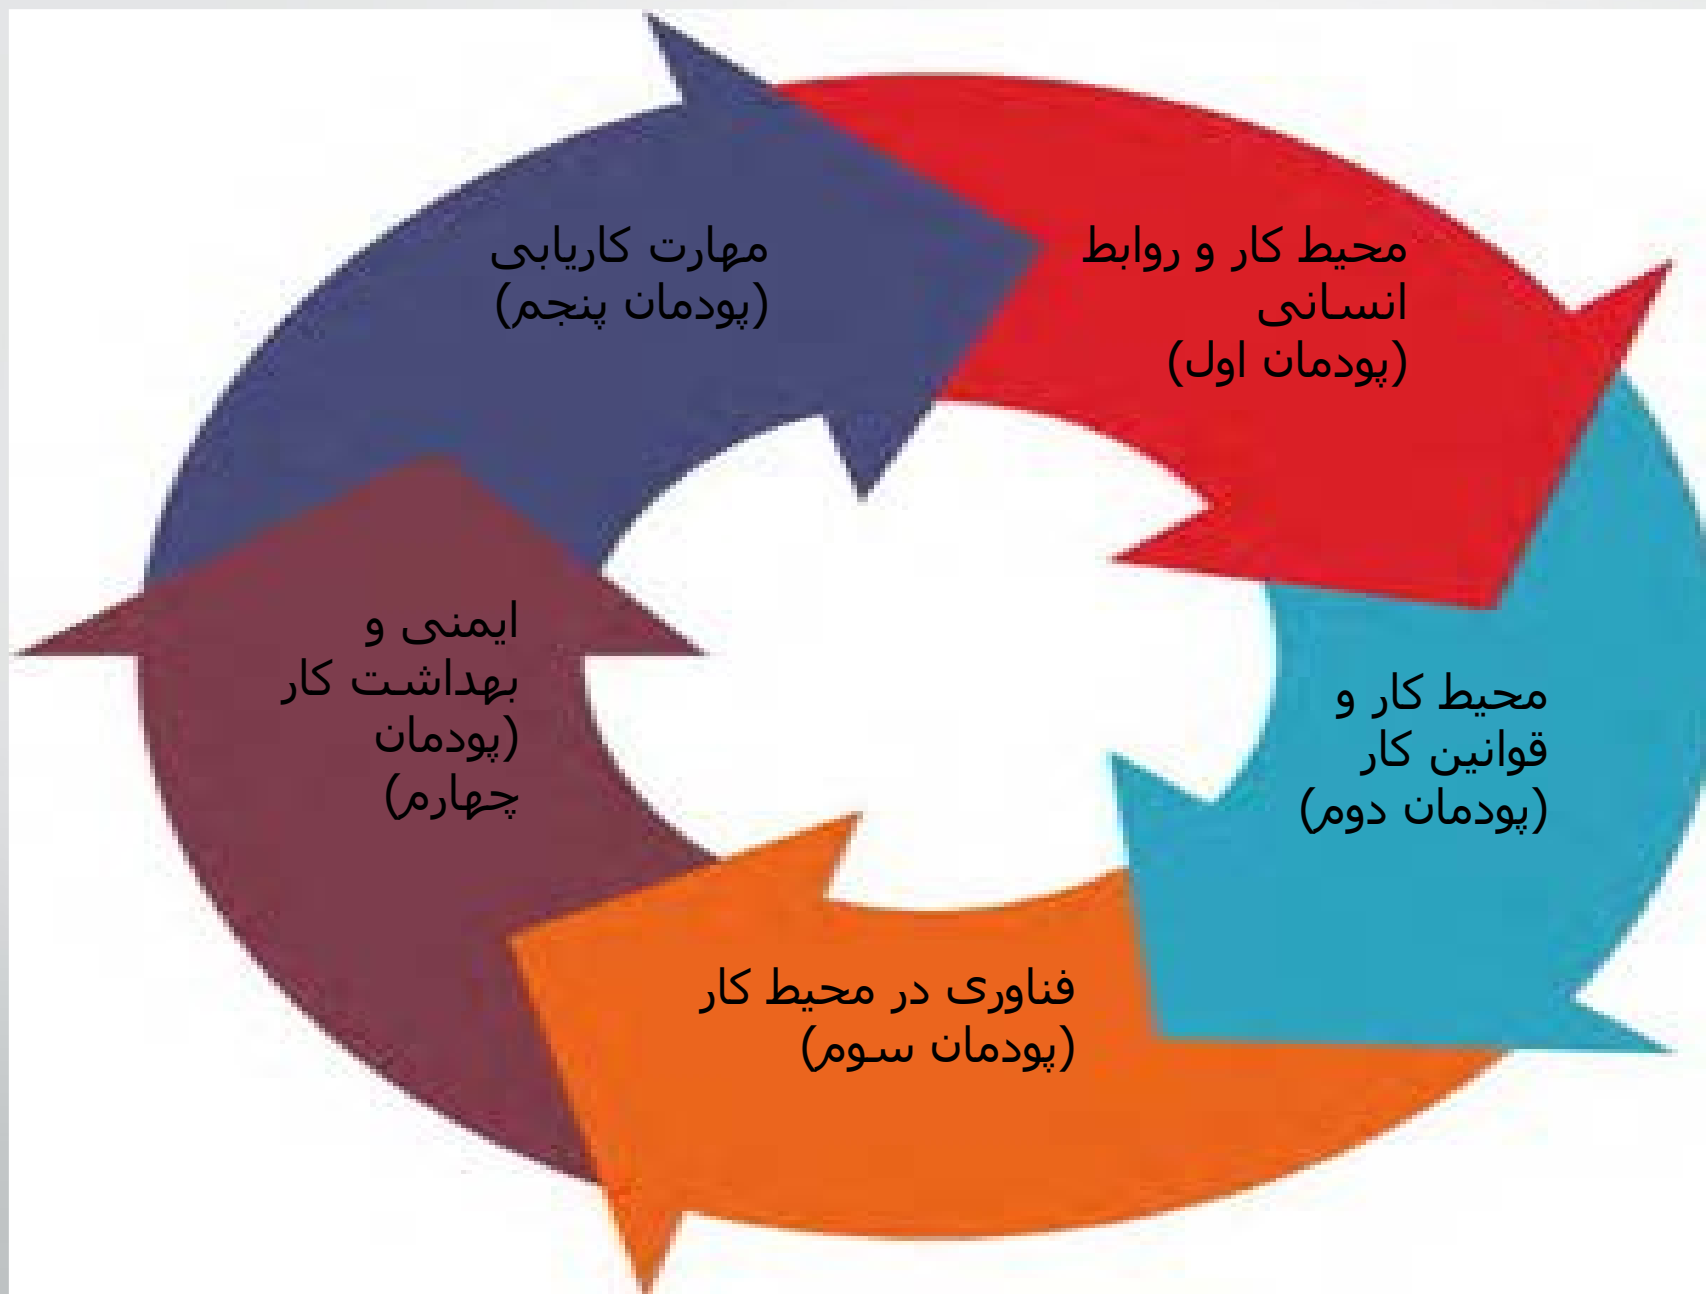 محیط کار و روابط
انسانی
(پودمان اول)
محیط کار و
قوانین کار
(پودمان دوم)
فناوری در محیط کار
(پودمان سوم)
ایمنی و
بهداشت کار
(پودمان
چهارم)
مهارت کاریابی
(پودمان پنجم)